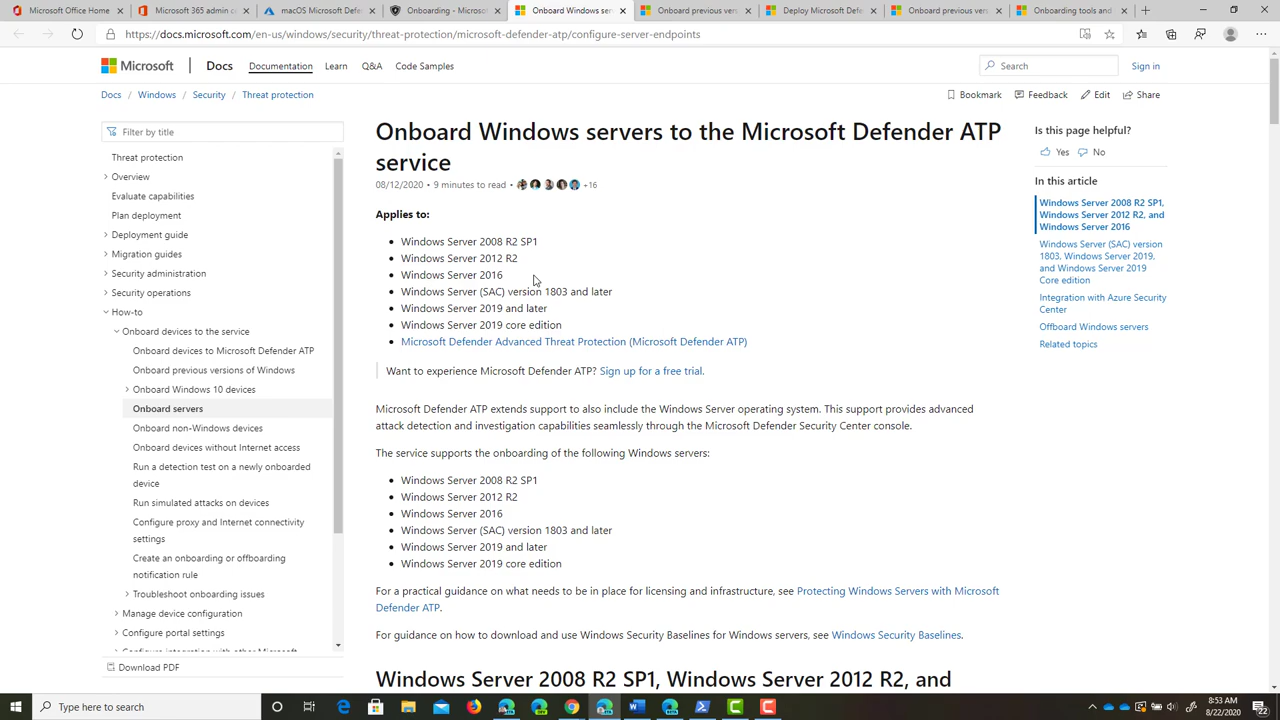 Microsoft Office Home
Microsoft 365 admin c
macOS Microsoft Defe
Onboarding - Microsof
Onboard Windows serv
Onboard previous vers
Deploy Microsoft Defe
Onboard previous vers
Onboarding tools and
https://docs.microsoft.com/en-us/windows/security/threat-protection/microsoft-defender-atp/configure-server-endpoints
Microsoft
Docs
Documentation
Learn
Q&A
Code Samples
Search
Sign in
Docs / Windows / Security / Threat protection
Bookmark
Feedback
Edit
Share
Filter by title
Threat protection
Overview
Evaluate capabilities
Plan deployment
Deployment guide
Migration guides
Security administration
Security operations
How-to
Onboard devices to the service
Onboard devices to Microsoft Defender ATP
Onboard previous versions of Windows
Onboard Windows 10 devices
Onboard servers
Onboard non-Windows devices
Onboard devices without Internet access
Run a detection test on a newly onboarded
device
Run simulated attacks on devices
Configure proxy and Internet connectivity
settings
Create an onboarding or offboarding
notification rule
Troubleshoot onboarding issues
Manage device configuration
Configure portal settings
Configure integration with other Microsoft
Download PDF
Onboard Windows servers to the Microsoft Defender ATP
service
08/12/2020 • 9 minutes to read • +16
Applies to:
• Windows Server 2008 R2 SP1
• Windows Server 2012 R2
• Windows Server 2016
• Windows Server (SAC) version 1803 and later
• Windows Server 2019 and later
• Windows Server 2019 core edition
• Microsoft Defender Advanced Threat Protection (Microsoft Defender ATP)
Want to experience Microsoft Defender ATP? Sign up for a free trial.
Microsoft Defender ATP extends support to also include the Windows Server operating system. This support provides advanced
attack detection and investigation capabilities seamlessly through the Microsoft Defender Security Center console.
The service supports the onboarding of the following Windows servers:
• Windows Server 2008 R2 SP1
• Windows Server 2012 R2
• Windows Server 2016
• Windows Server (SAC) version 1803 and later
• Windows Server 2019 and later
• Windows Server 2019 core edition
For a practical guidance on what needs to be in place for licensing and infrastructure, see Protecting Windows Servers with Microsoft
Defender ATP.
For guidance on how to download and use Windows Security Baselines for Windows servers, see Windows Security Baselines.
Windows Server 2008 R2 SP1, Windows Server 2012 R2, and
Is this page helpful?
Yes
No
In this article
Windows Server 2008 R2 SP1,
Windows Server 2012 R2, and
Windows Server 2016
Windows Server (SAC) version
1803, Windows Server 2019,
and Windows Server 2019
Core edition
Integration with Azure Security
Center
Offboard Windows servers
Related topics
Type here to search
8:53 AM
8/22/2020
22